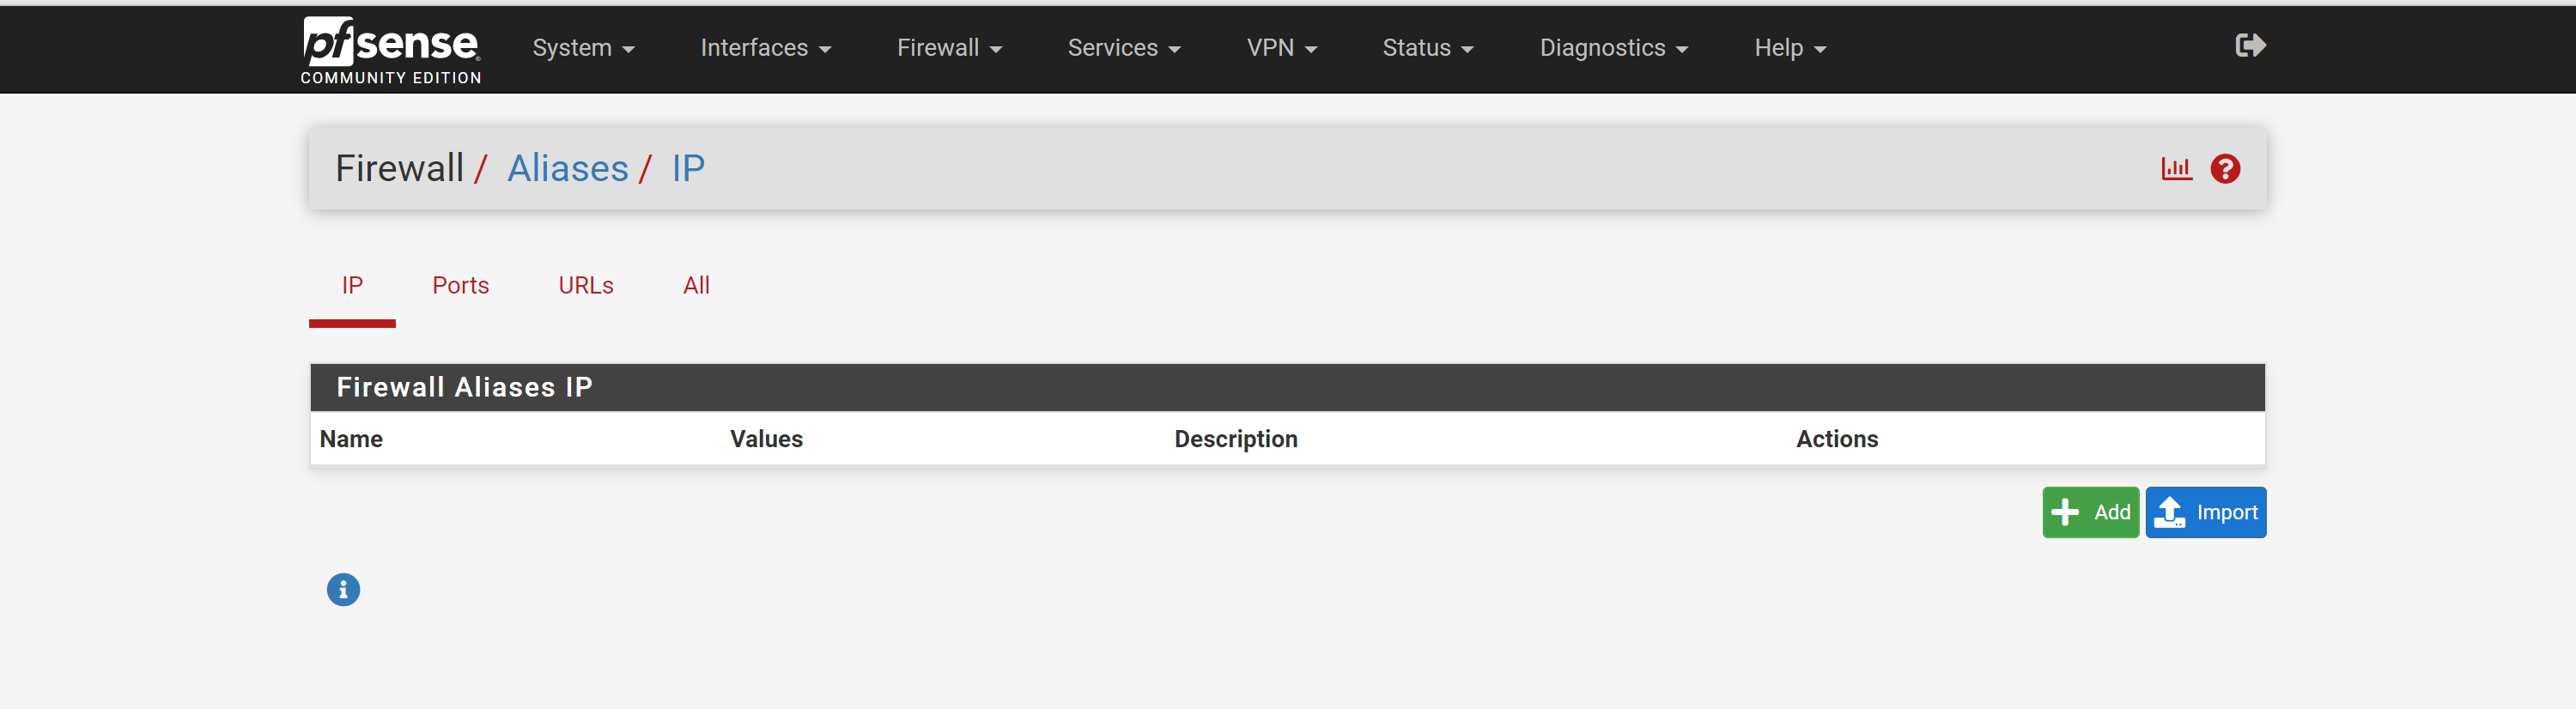 pfsense
COMMUNITY EDITION
System Interfaces Firewall Services VPN Status Diagnostics Help
Firewall / Aliases / IP
IP Ports URLs All
Firewall Aliases IP
Name Values Description Actions
Add Import